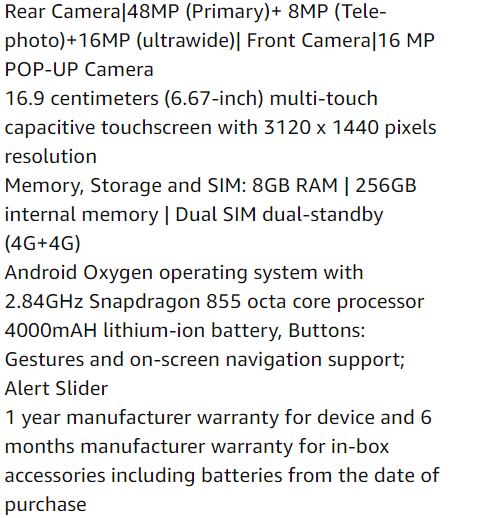 Rear Camera|48MP (Primary)+ 8MP (Tele-
photo)+16MP (ultrawide)| Front Camera|16 MP
POP-UP Camera
16.9 centimeters (6.67-inch) multi-touch
capacitive touchscreen with 3120 x 1440 pixels
resolution
Memory, Storage and SIM: 8GB RAM | 256GB
internal memory | Dual SIM dual-standby
(4G+4G)
Android Oxygen operating system with
2.84GHz Snapdragon 855 octa core processor
4000mAH lithium-ion battery, Buttons:
Gestures and on-screen navigation support;
Alert Slider
1 year manufacturer warranty for device and 6
months manufacturer warranty for in-box
accessories including batteries from the date of
purchase